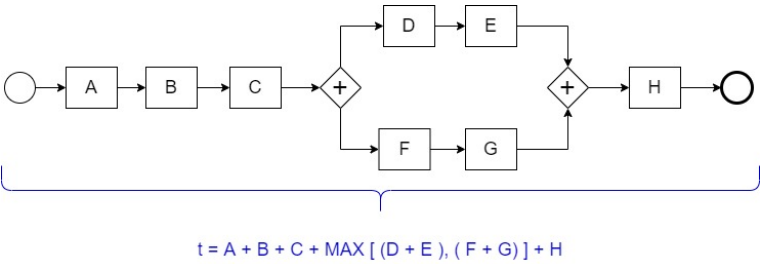 D E
A B C + + H
F G
t = A + B + C + MAX [ (D + E ), ( F + G) ] + H